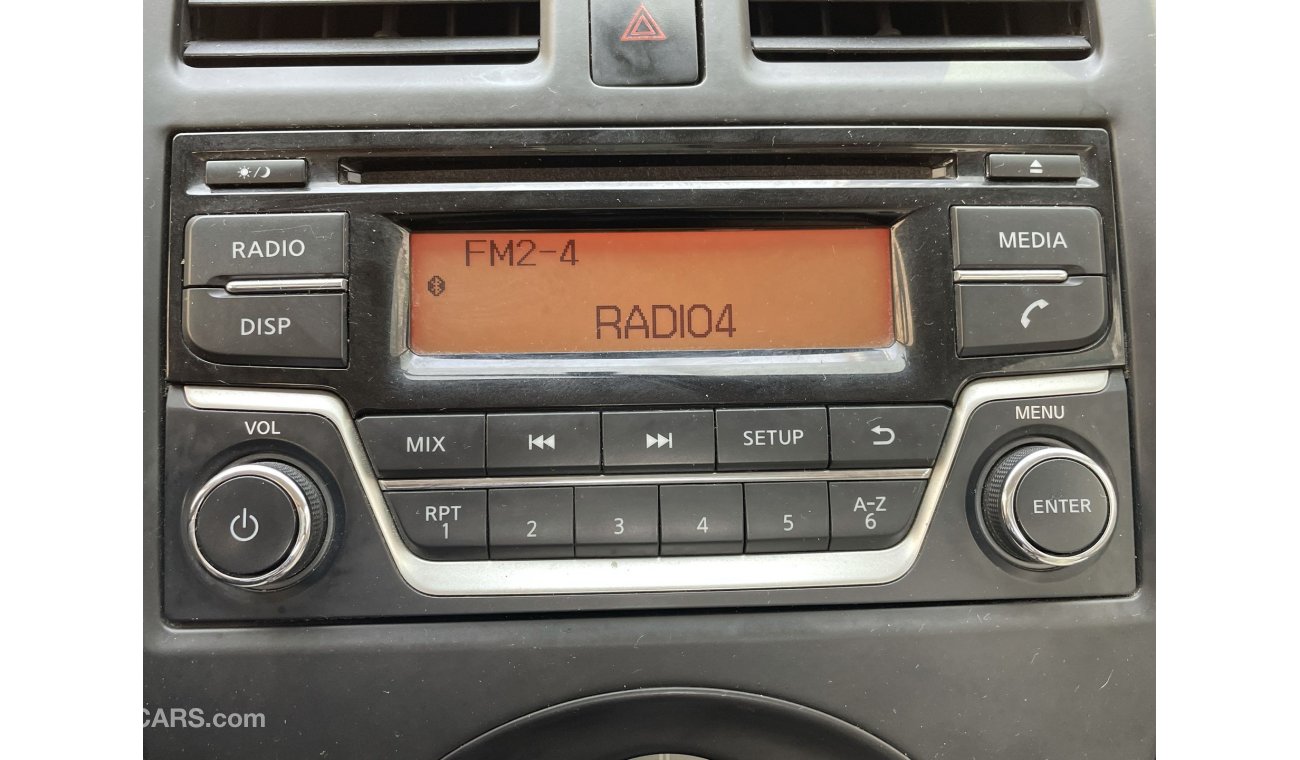 RADIO
DISP
FM2-4
RADIO4
MEDIA
VOL
MIX
SETUP
MENU
RPT
1
2
3
4
5
A-Z
6
ENTER
CARS.com